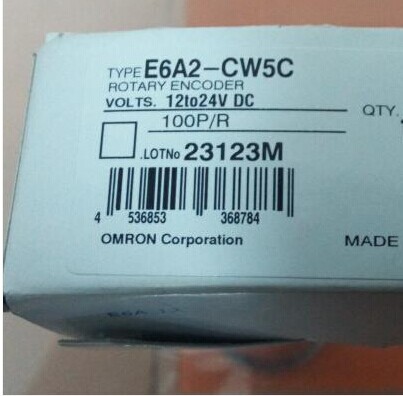 TYPE E6A2-CW5C
ROTARY ENCODER
VOLTS. 12to24V DC
QTY.
100P/R
.LOTNo 23123M
4 536853 368784
OMRON Corporation
MADE